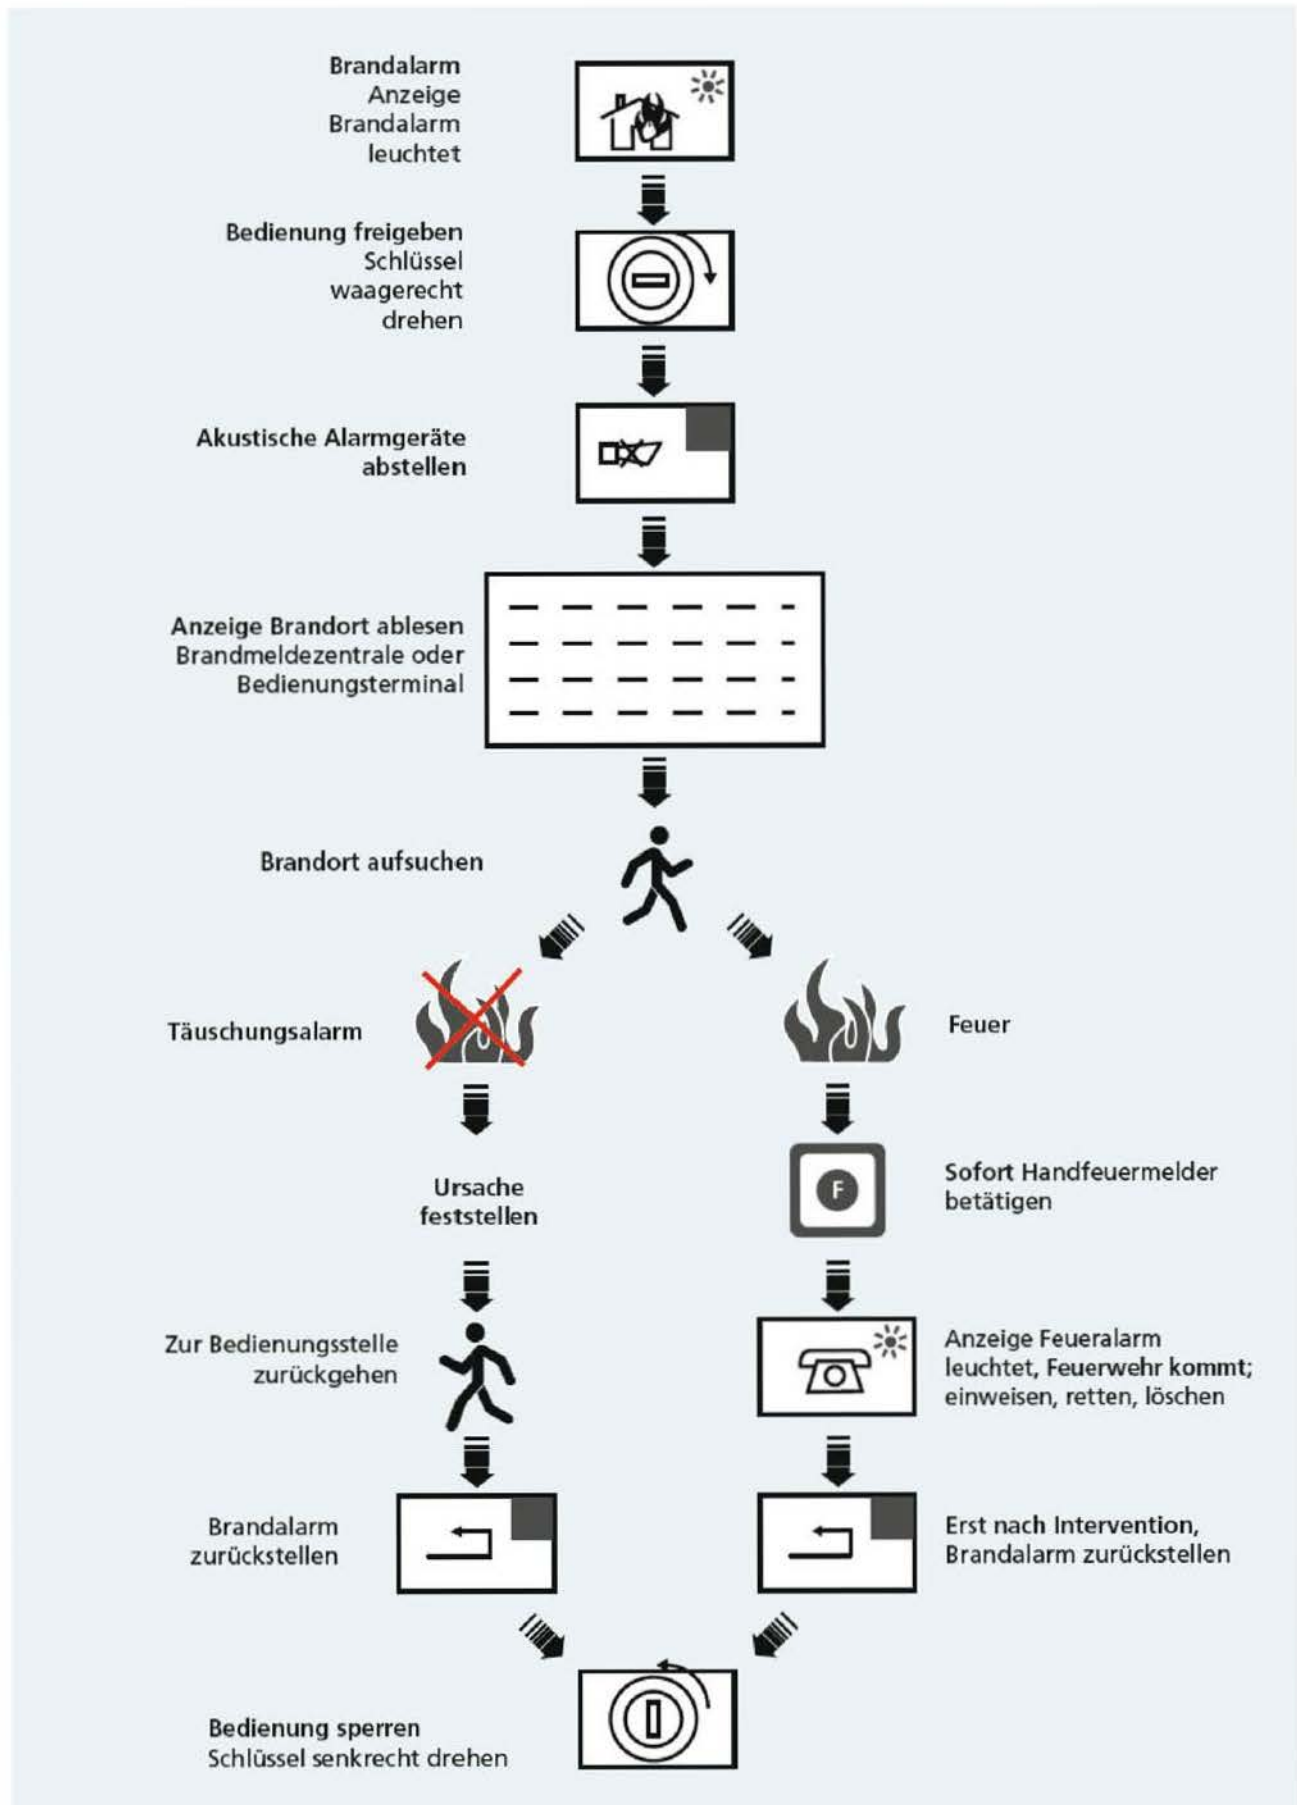 Brandalarm
Anzeige
Brandalarm
leuchtet
Bedienung freigeben
Schlüssel
waagerecht
drehen
Akustische Alarmgeräte
abstellen
Anzeige Brandort ablesen
Brandmeldezentrale oder
Bedienungsterminal
Brandort aufsuchen
Täuschungsalarm
Feuer
Ursache
feststellen
F
Sofort Handfeuermelder
betätigen
Zur Bedienungsstelle
zurückgehen
Anzeige Feueralarm
leuchtet, Feuerwehr kommt;
einweisen, retten, löschen
Brandalarm
zurückstellen
Erst nach Intervention,
Brandalarm zurückstellen
Bedienung sperren
Schlüssel senkrecht drehen